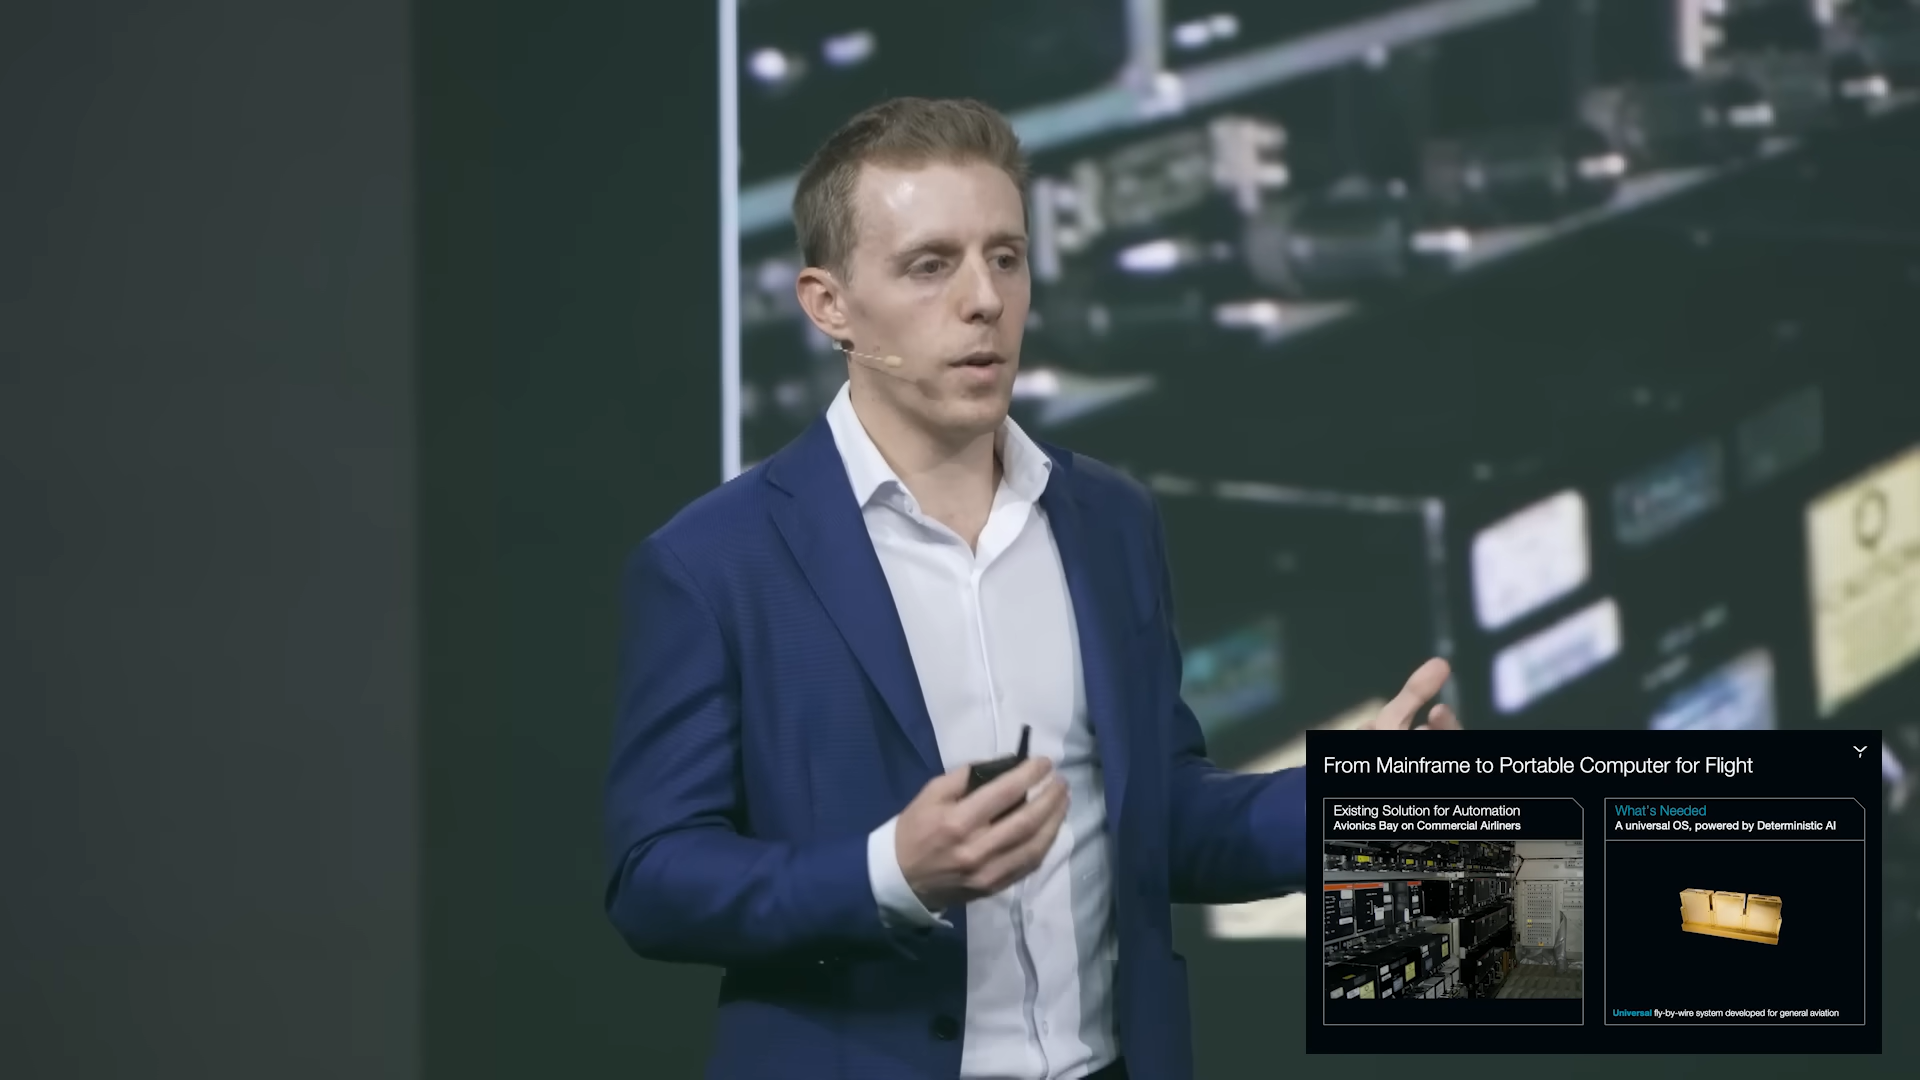 From Mainframe to Portable Computer for Flight
Existing Solution for Automation
Avionics Bay on Commercial Airliners
What's Needed
A universal OS, powered by Deterministic AI
Universal fly-by-wire system developed for general aviation